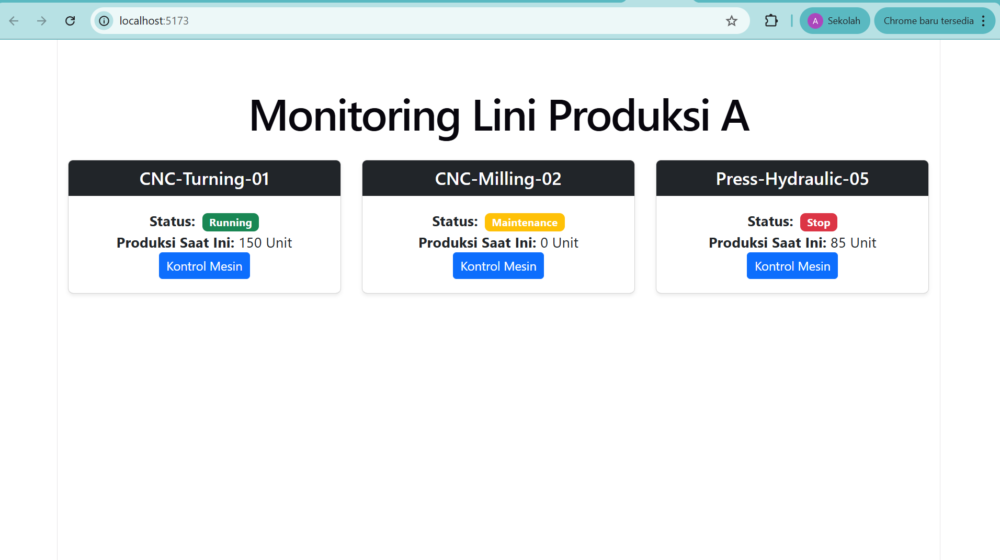 localhost:5173
A Sekolah
Chrome baru tersedia
Monitoring Lini Produksi A
CNC-Turning-01
Status: Running
Produksi Saat Ini: 150 Unit
Kontrol Mesin
CNC-Milling-02
Status: Maintenance
Produksi Saat Ini: 0 Unit
Kontrol Mesin
Press-Hydraulic-05
Status: Stop
Produksi Saat Ini: 85 Unit
Kontrol Mesin